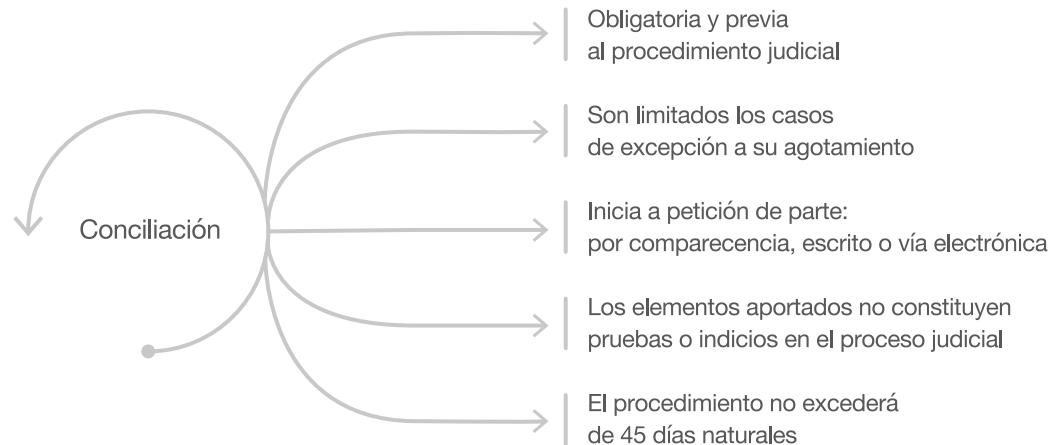 Conciliación
Obligatoria y previa
al procedimiento judicial
Son limitados los casos
de excepción a su agotamiento
Inicia a petición de parte:
por comparecencia, escrito o vía electrónica
Los elementos aportados no constituyen
pruebas o indicios en el proceso judicial
El procedimiento no excederá
de 45 días naturales